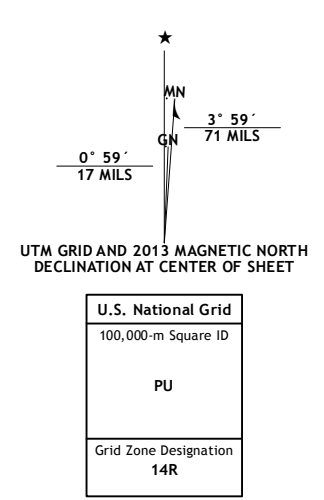 ★
MN
GN
3° 59´
71 MILS
0° 59´
17 MILS
UTM GRID AND 2013 MAGNETIC NORTH
DECLINATION AT CENTER OF SHEET
U.S. National Grid
100,000-m Square ID
PU
Grid Zone Designation
14R